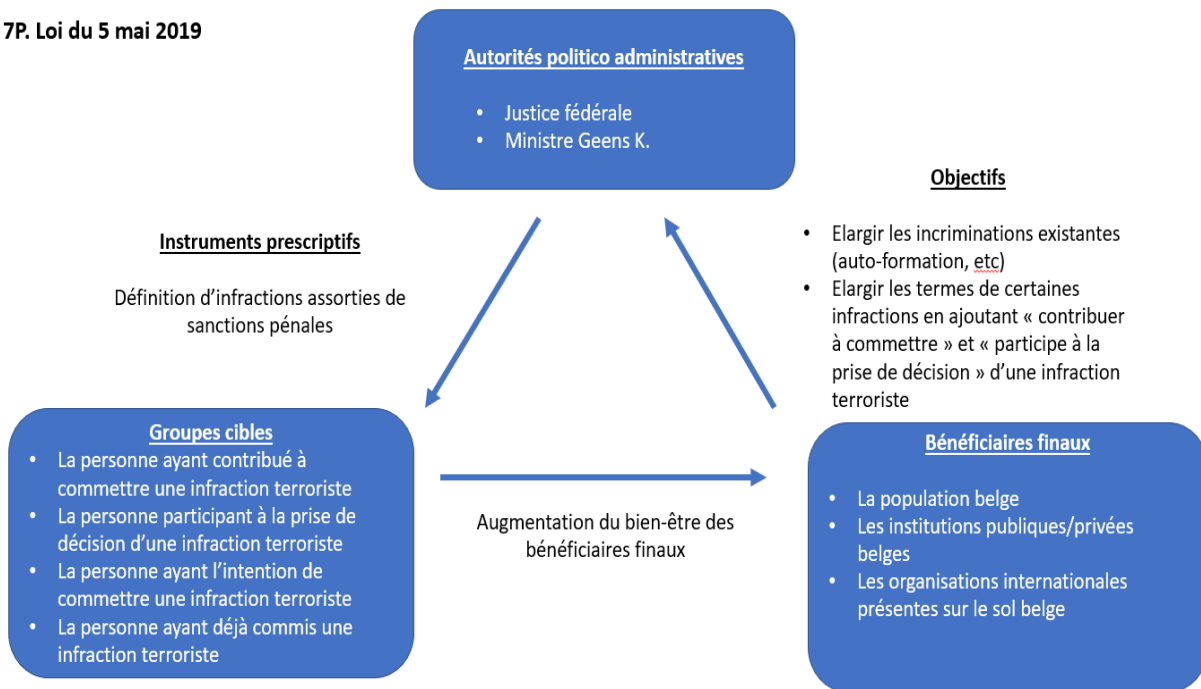 7P. Loi du 5 mai 2019
Autorités politico administratives
• Justice fédérale
• Ministre Geens K.
Instruments prescriptifs
Définition d’infractions assorties de
sanctions pénales
Objectifs
• Elargir les incriminations existantes
(auto-formation, etc)
• Elargir les termes de certaines
infractions en ajoutant « contribuer
à commettre » et « participe à la
prise de décision » d’une infraction
terroriste
Groupes cibles
• La personne ayant contribué à
commettre une infraction terroriste
• La personne participant à la prise de
décision d’une infraction terroriste
• La personne ayant l’intention de
commettre une infraction terroriste
• La personne ayant déjà commis une
infraction terroriste
Augmentation du bien-être des
bénéficiaires finaux
Bénéficiaires finaux
• La population belge
• Les institutions publiques/privées
belges
• Les organisations internationales
présentes sur le sol belge